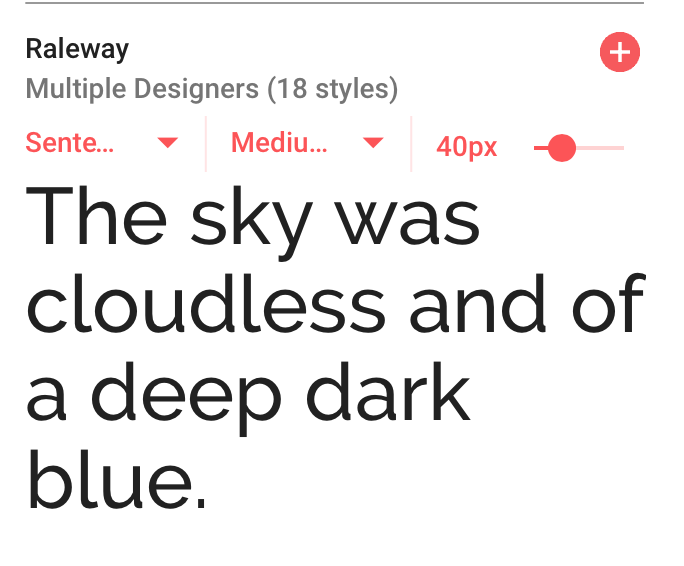 Raleway
Multiple Designers (18 styles)
Sente... Mediu... 40px
The sky was
cloudless and of
a deep dark
blue.